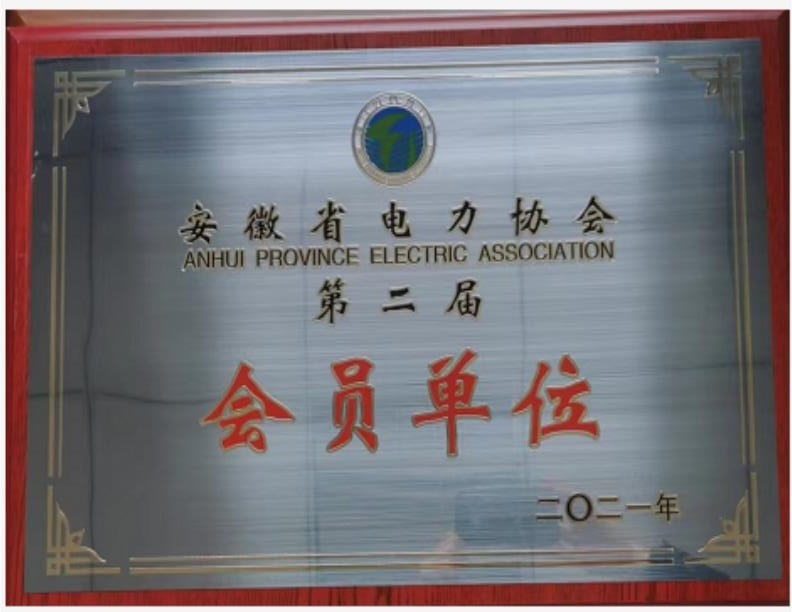 安徽省电力协会
ANHUI PROVINCE ELECTRIC ASSOCIATION
第二届
会员单位
二〇二一年